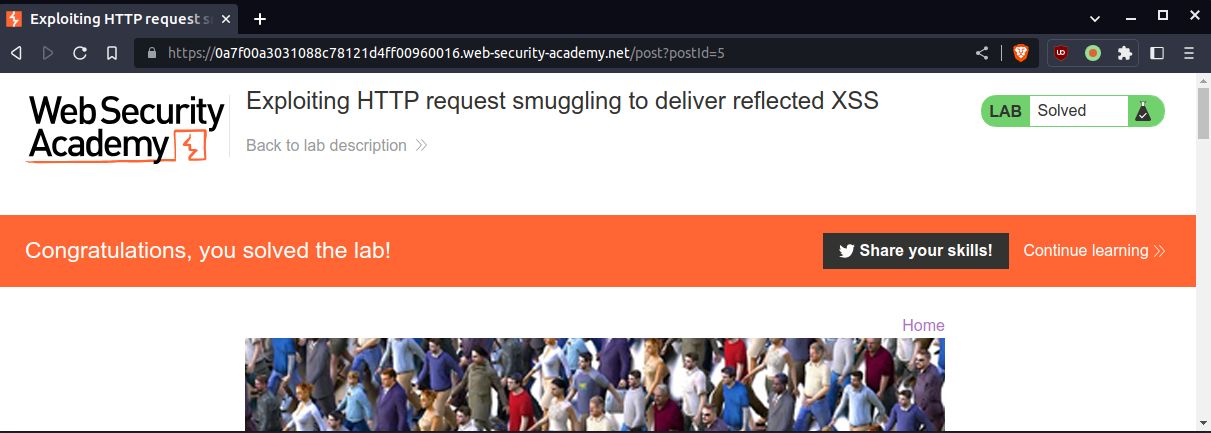 Exploiting HTTP request s
https://0a7f00a3031088c78121d4ff00960016.web-security-academy.net/post?postId=5
Web Security
Academy
Exploiting HTTP request smuggling to deliver reflected XSS
Back to lab description
LAB Solved
Congratulations, you solved the lab!
Share your skills!
Continue learning
Home